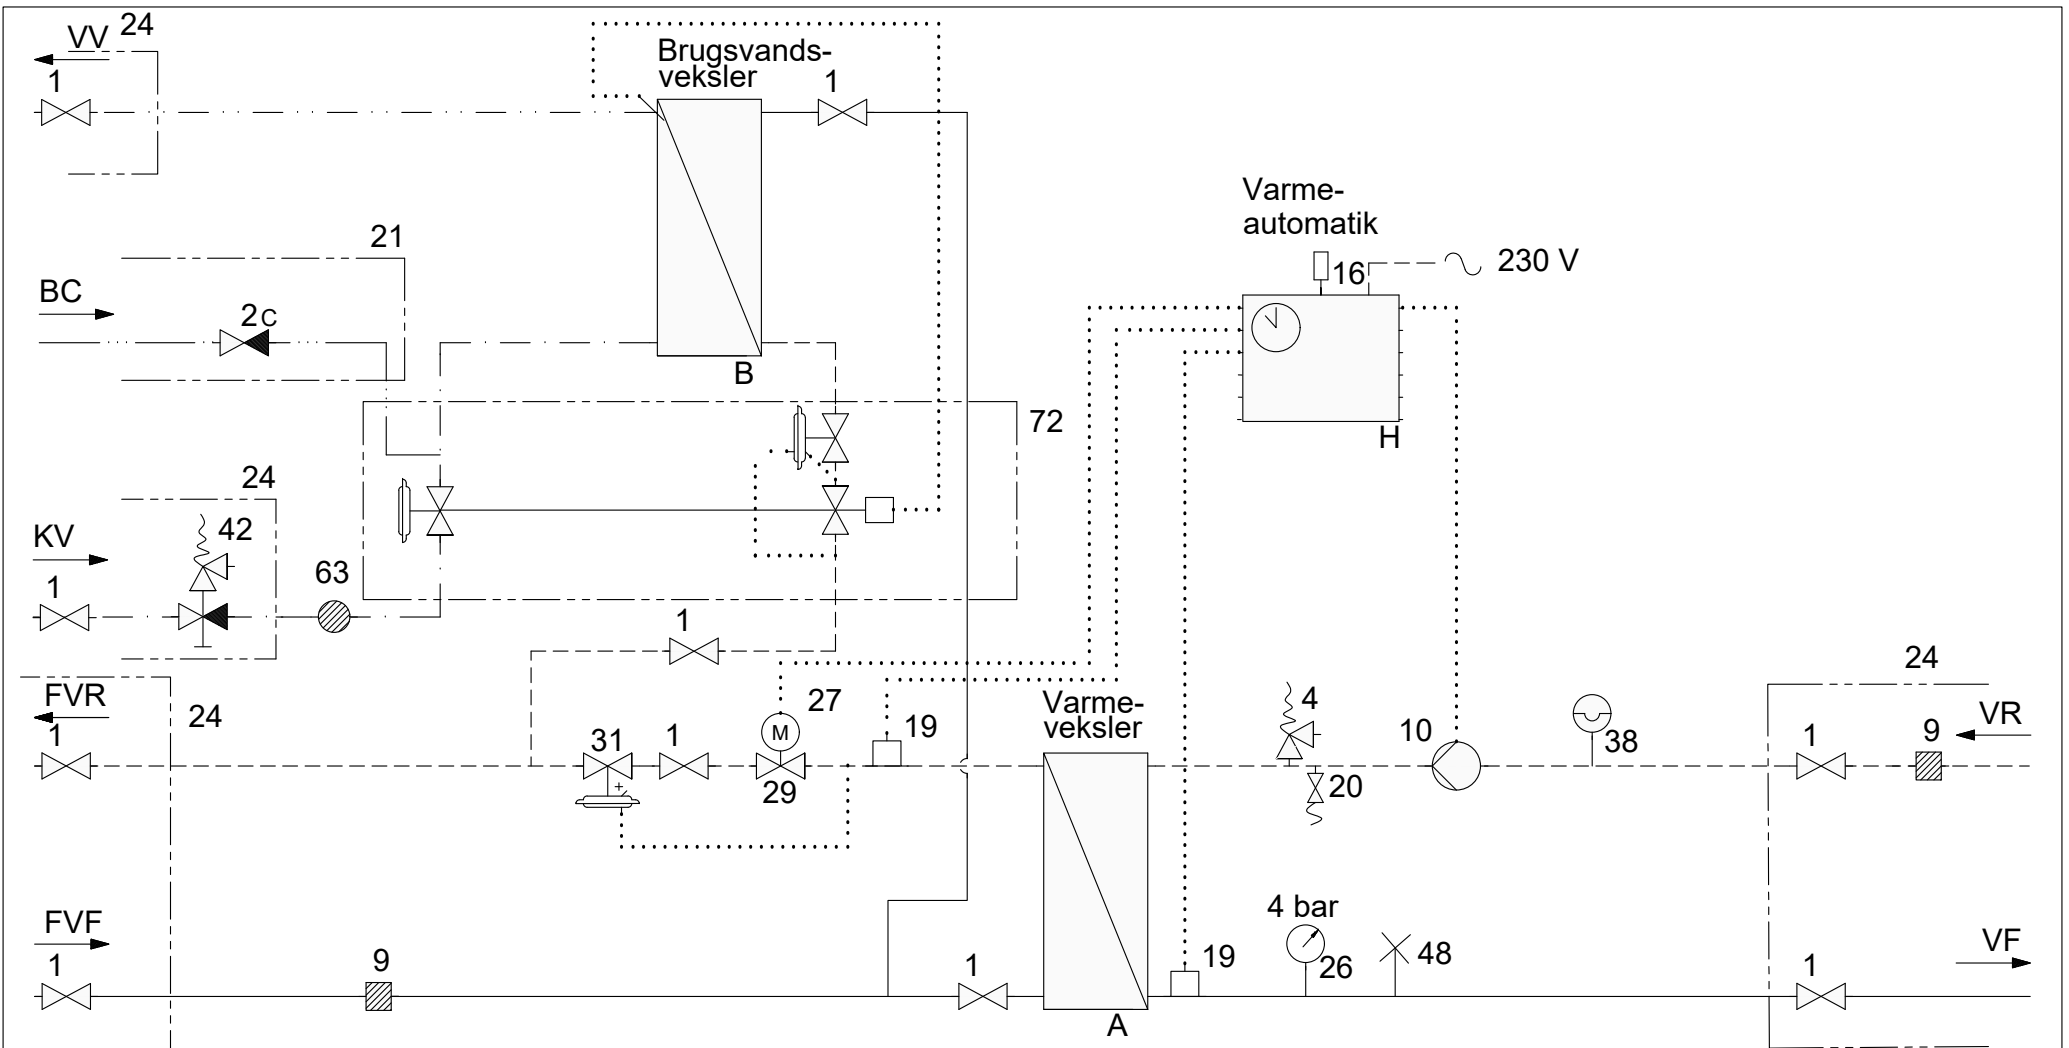 VV 24
1
Brugsvands-
veksler
1
B
21
BC
2C
Varme-
automatik
16
230 V
H
72
24
42
KV
1
63
1
FVR
1
24
31
1
27
M
29
19
Varme-
veksler
4
20
10
38
24
VR
1
9
+
FVF
1
9
1
A
19
4 bar
26
48
VF
1